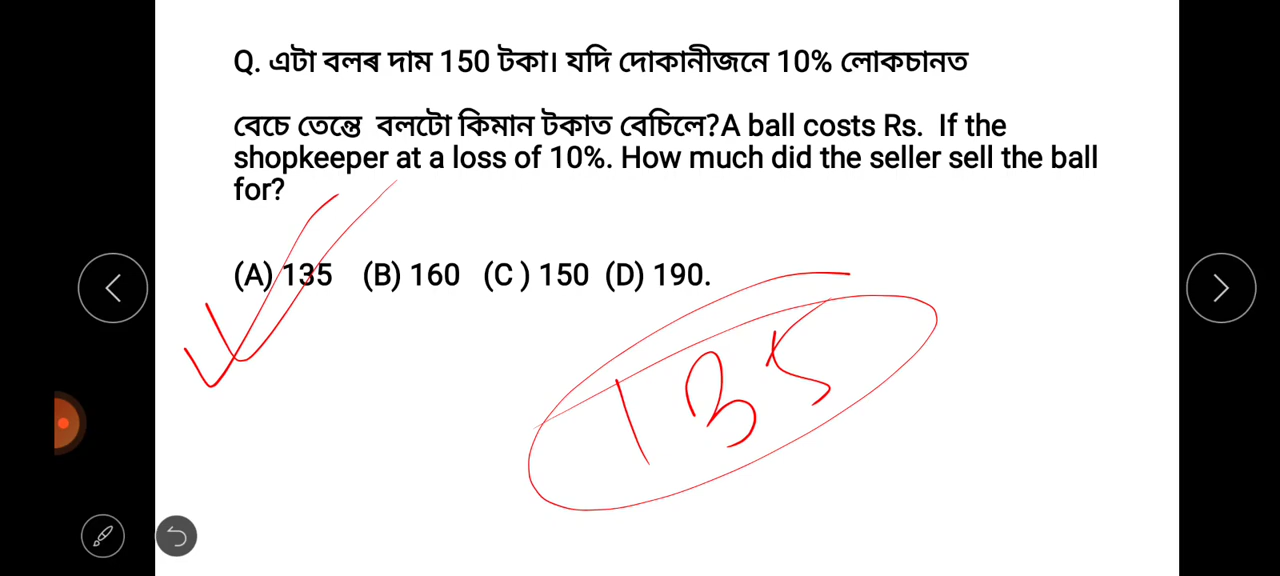 Q. এটা বলৰ দাম 150 টকা। যদি দোকানীজনে 10% লোকচানত
বেচে তেন্তে বলটো কিমান টকাত বেচিলে?A ball costs Rs. If the
shopkeeper at a loss of 10%. How much did the seller sell the ball
for?
(A) 135 (B) 160 (C ) 150 (D) 190.
135